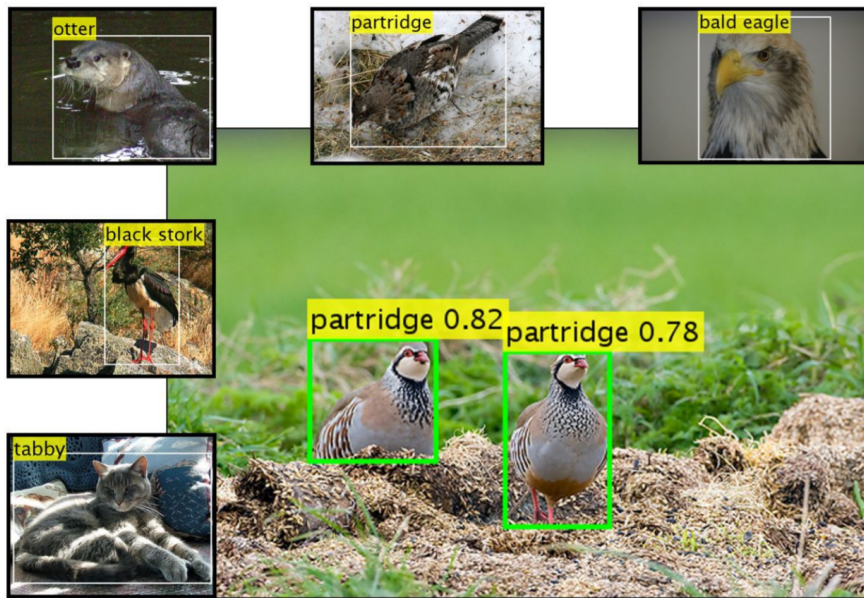 otter
partridge
bald eagle
black stork
partridge 0.82
partridge 0.78
tabby